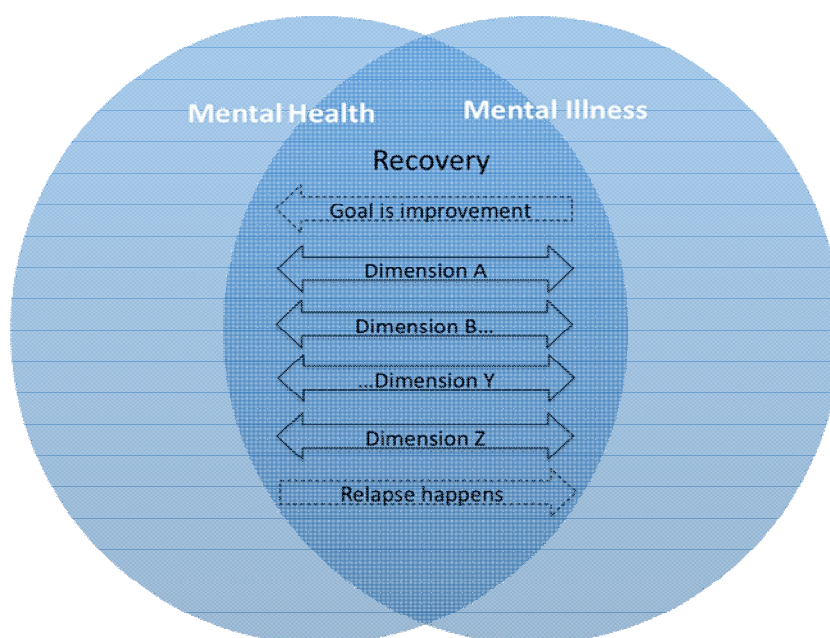 Mental Health
Mental Illness
Recovery
Goal is improvement
Dimension A
Dimension B...
...Dimension Y
Dimension Z
Relapse happens